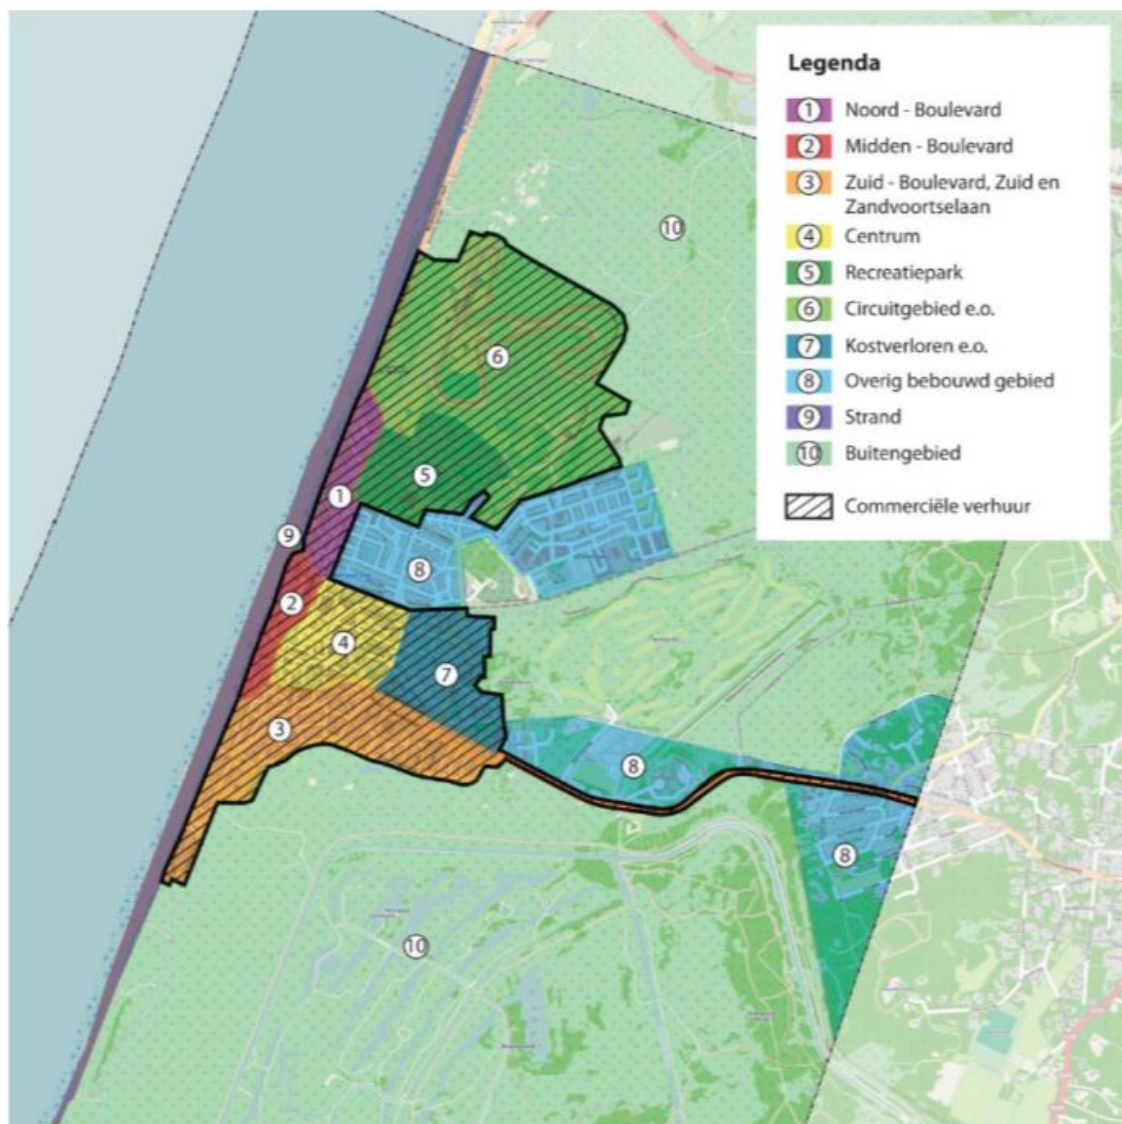 Legenda
1 Noord - Boulevard
2 Midden - Boulevard
3 Zuid - Boulevard, Zuid en
Zandvoortselaan
4 Centrum
5 Recreatiepark
6 Circuitgebied e.o.
7 Kostverloren e.o.
8 Overig bebouwd gebied
9 Strand
10 Buitengebied
Commerciële verhuur
10
6
5
1
9
8
2
4
7
3
8
8
10